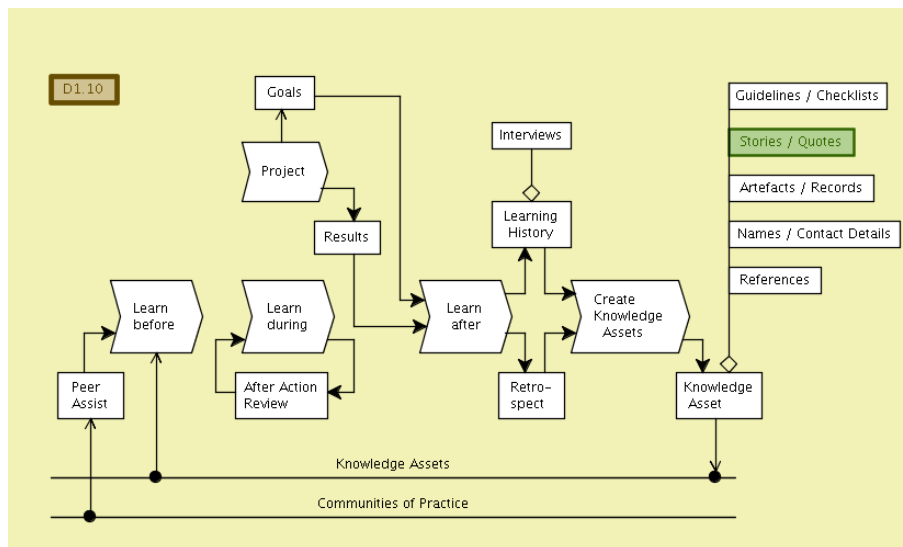 D1.10
Goals
Guidelines / Checklists
Interviews
Stories / Quotes
Project
Artefacts / Records
Learning
History
Results
Names / Contact Details
References
Learn
before
Learn
during
Learn
after
Create
Knowledge
Assets
Peer
Assist
After Action
Review
Retro-
spect
Knowledge
Asset
Knowledge Assets
Communities of Practice